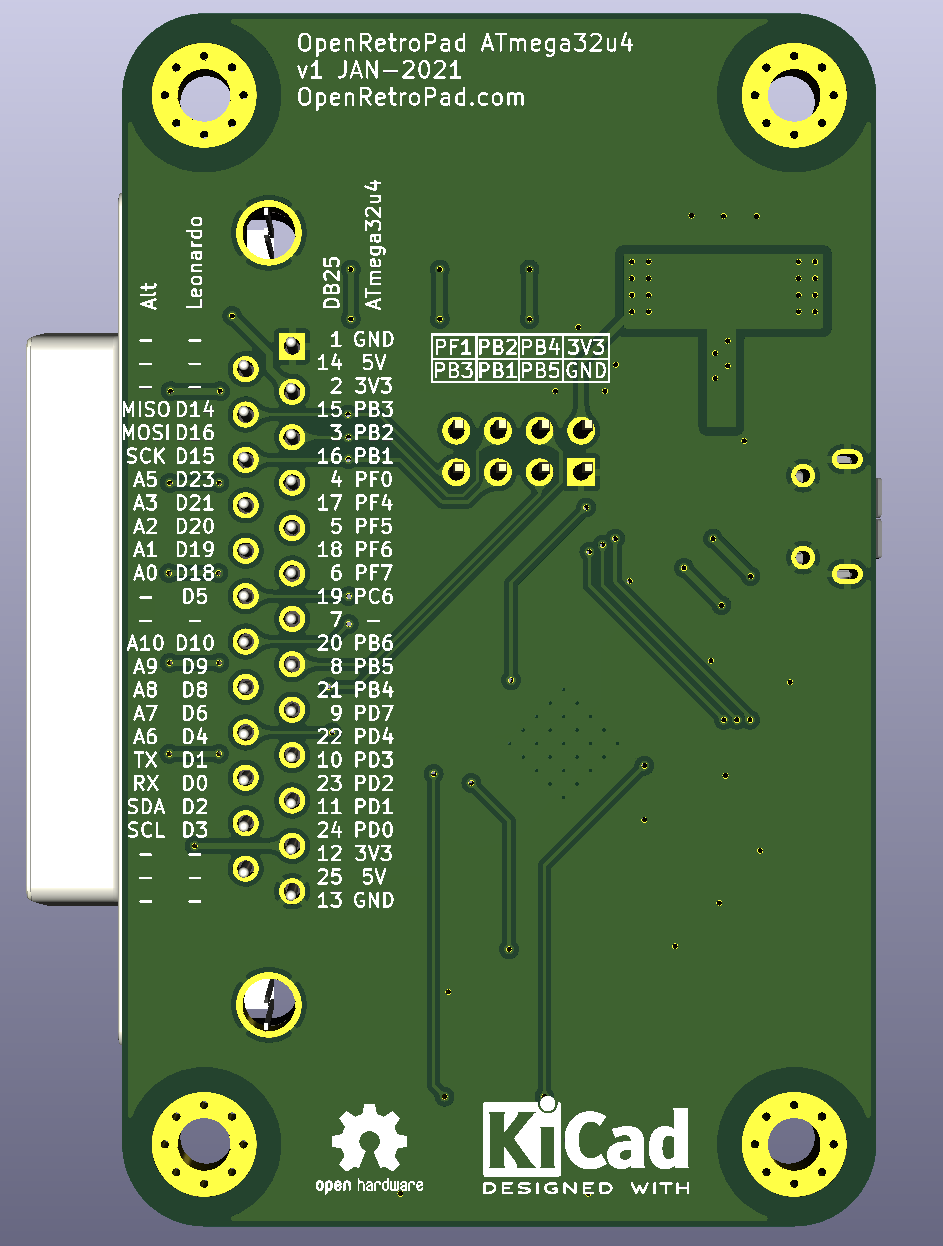 OpenRetroPad ATmega32u4
v1 JAN-2021
OpenRetroPad.com
Alt Leonardo DB25 ATmega32u4
– – 1 GND
– – 14 5V
– – 2 3V3
MISO D14 15 PB3
MOSI D16 3 PB2
SCK D15 16 PB1
A5 D23 4 PF0
A3 D21 17 PF4
A2 D20 5 PF5
A1 D19 18 PF6
A0 D18 6 PF7
– D5 19 PC6
– – 7 –
A10 D10 20 PB6
A9 D9 8 PB5
A8 D8 21 PB4
A7 D6 9 PD7
A6 D4 22 PD4
TX D1 10 PD3
RX D0 23 PD2
SDA D2 11 PD1
SCL D3 24 PD0
– – 12 3V3
– – 25 5V
– – 13 GND
PF1 PB2 PB4 3V3
PB3 PB1 PB5 GND
open hardware
KiCad
DESIGNED WITH